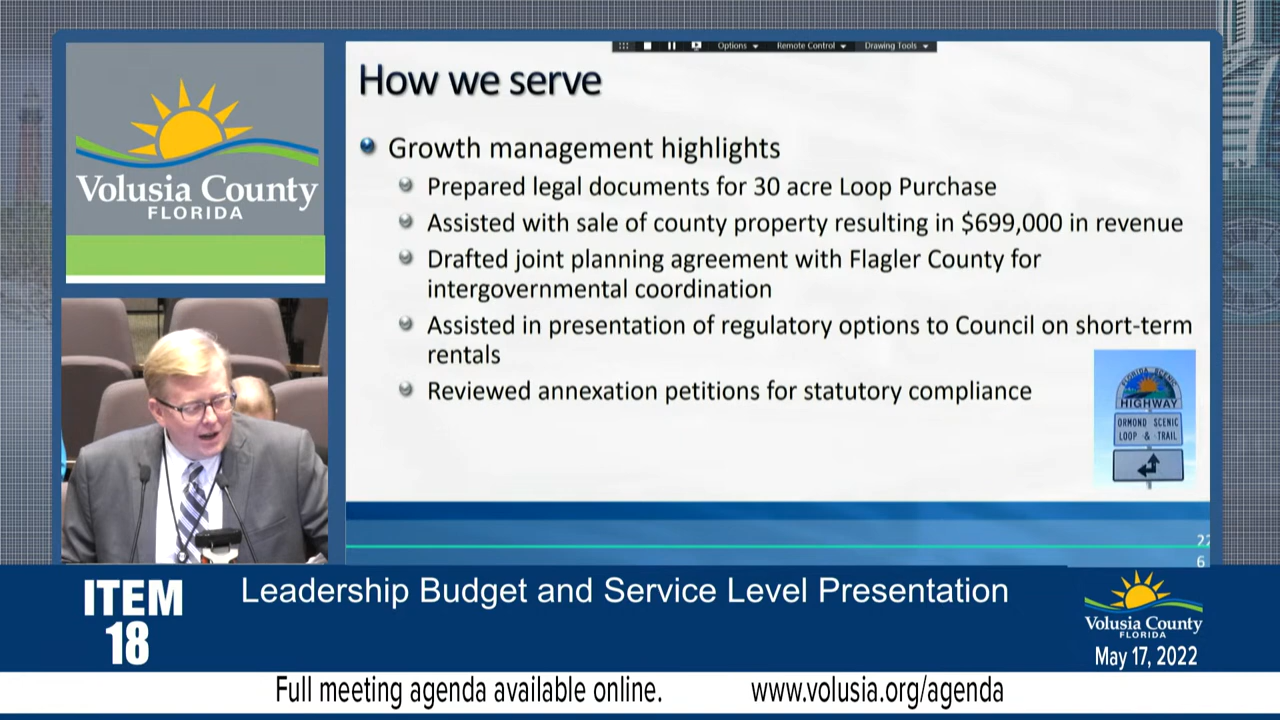 Options
Remote Control
Drawing Tools
Volusia County
FLORIDA
How we serve
Growth management highlights
Prepared legal documents for 30 acre Loop Purchase
Assisted with sale of county property resulting in $699,000 in revenue
Drafted joint planning agreement with Flagler County for
intergovernmental coordination
Assisted in presentation of regulatory options to Council on short-term
rentals
Reviewed annexation petitions for statutory compliance
FLORIDA SCENIC
HIGHWAY
ORMOND SCENIC
LOOP & TRAIL
22
6
ITEM
18
Leadership Budget and Service Level Presentation
Volusia County
FLORIDA
May 17, 2022
Full meeting agenda available online.
www.volusia.org/agenda